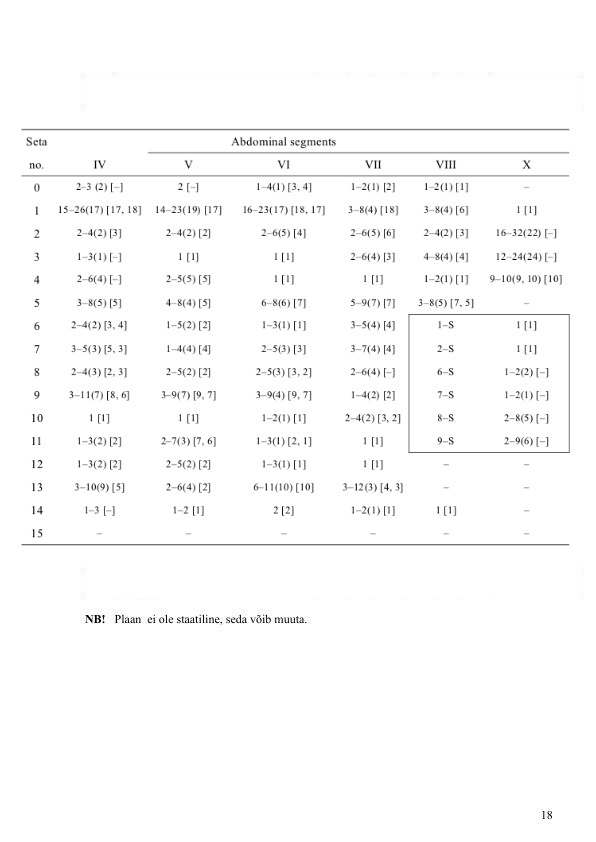 Seta Abdominal segments
no. IV V VI VII VIII X
0 2–3 (2) [–] 2 [–] 1–4(1) [3, 4] 1–2(1) [2] 1–2(1) [1] –
1 15–26(17) [17, 18] 14–23(19) [17] 16–23(17) [18, 17] 3–8(4) [18] 3–8(4) [6] 1 [1]
2 2–4(2) [3] 2–4(2) [2] 2–6(5) [4] 2–6(5) [6] 2–4(2) [3] 16–32(22) [–]
3 1–3(1) [–] 1 [1] 1 [1] 2–6(4) [3] 4–8(4) [4] 12–24(24) [–]
4 2–6(4) [–] 2–5(5) [5] 1 [1] 1 [1] 1–2(1) [1] 9–10(9, 10) [10]
5 3–8(5) [5] 4–8(4) [5] 6–8(6) [7] 5–9(7) [7] 3–8(5) [7, 5] –
6 2–4(2) [3, 4] 1–5(2) [2] 1–3(1) [1] 3–5(4) [4] 1–S 1 [1]
7 3–5(3) [5, 3] 1–4(4) [4] 2–5(3) [3] 3–7(4) [4] 2–S 1 [1]
8 2–4(3) [2, 3] 2–5(2) [2] 2–5(3) [3, 2] 2–6(4) [–] 6–S 1–2(2) [–]
9 3–11(7) [8, 6] 3–9(7) [9, 7] 3–9(4) [9, 7] 1–4(2) [2] 7–S 1–2(1) [–]
10 1 [1] 1 [1] 1–2(1) [1] 2–4(2) [3, 2] 8–S 2–8(5) [–]
11 1–3(2) [2] 2–7(3) [7, 6] 1–3(1) [2, 1] 1 [1] 9–S 2–9(6) [–]
12 1–3(2) [2] 2–5(2) [2] 1–3(1) [1] 1 [1] – –
13 3–10(9) [5] 2–6(4) [2] 6–11(10) [10] 3–12(3) [4, 3] – –
14 1–3 [–] 1–2 [1] 2 [2] 1–2(1) [1] 1 [1] –
15 – – – – – –
NB! Plaan ei ole staatiline, seda võib muuta.
18